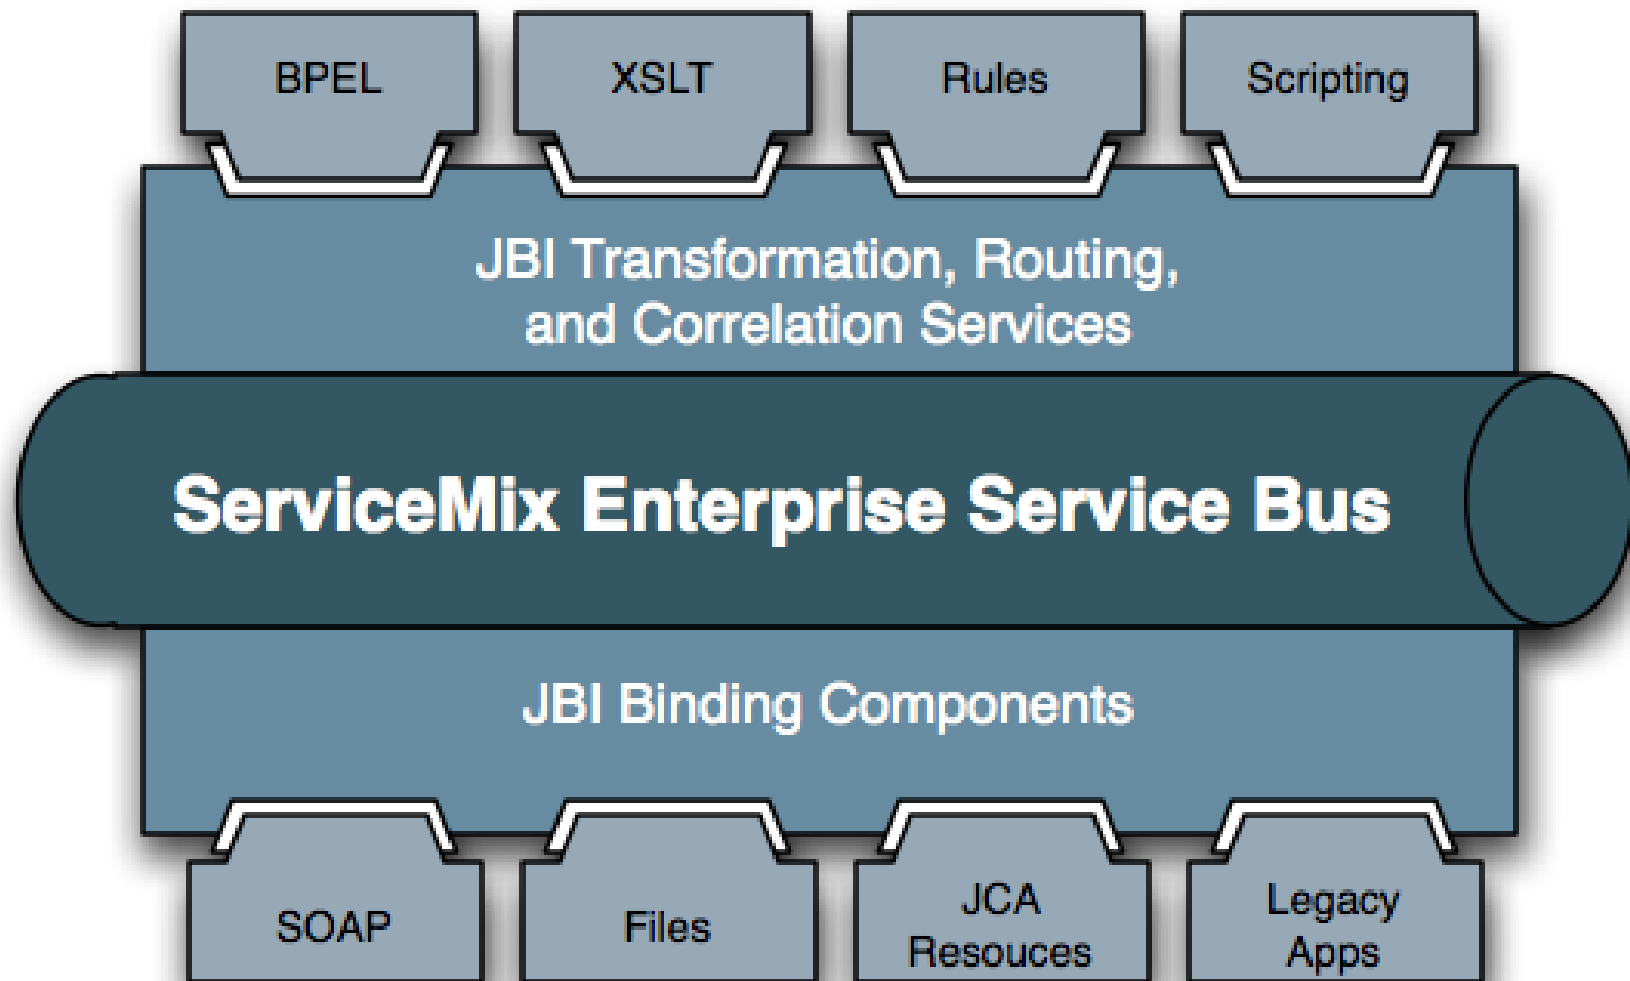 BPEL
XSLT
Rules
Scripting
JBI Transformation, Routing,
and Correlation Services
ServiceMix Enterprise Service Bus
JBI Binding Components
SOAP
Files
JCA
Resouces
Legacy
Apps